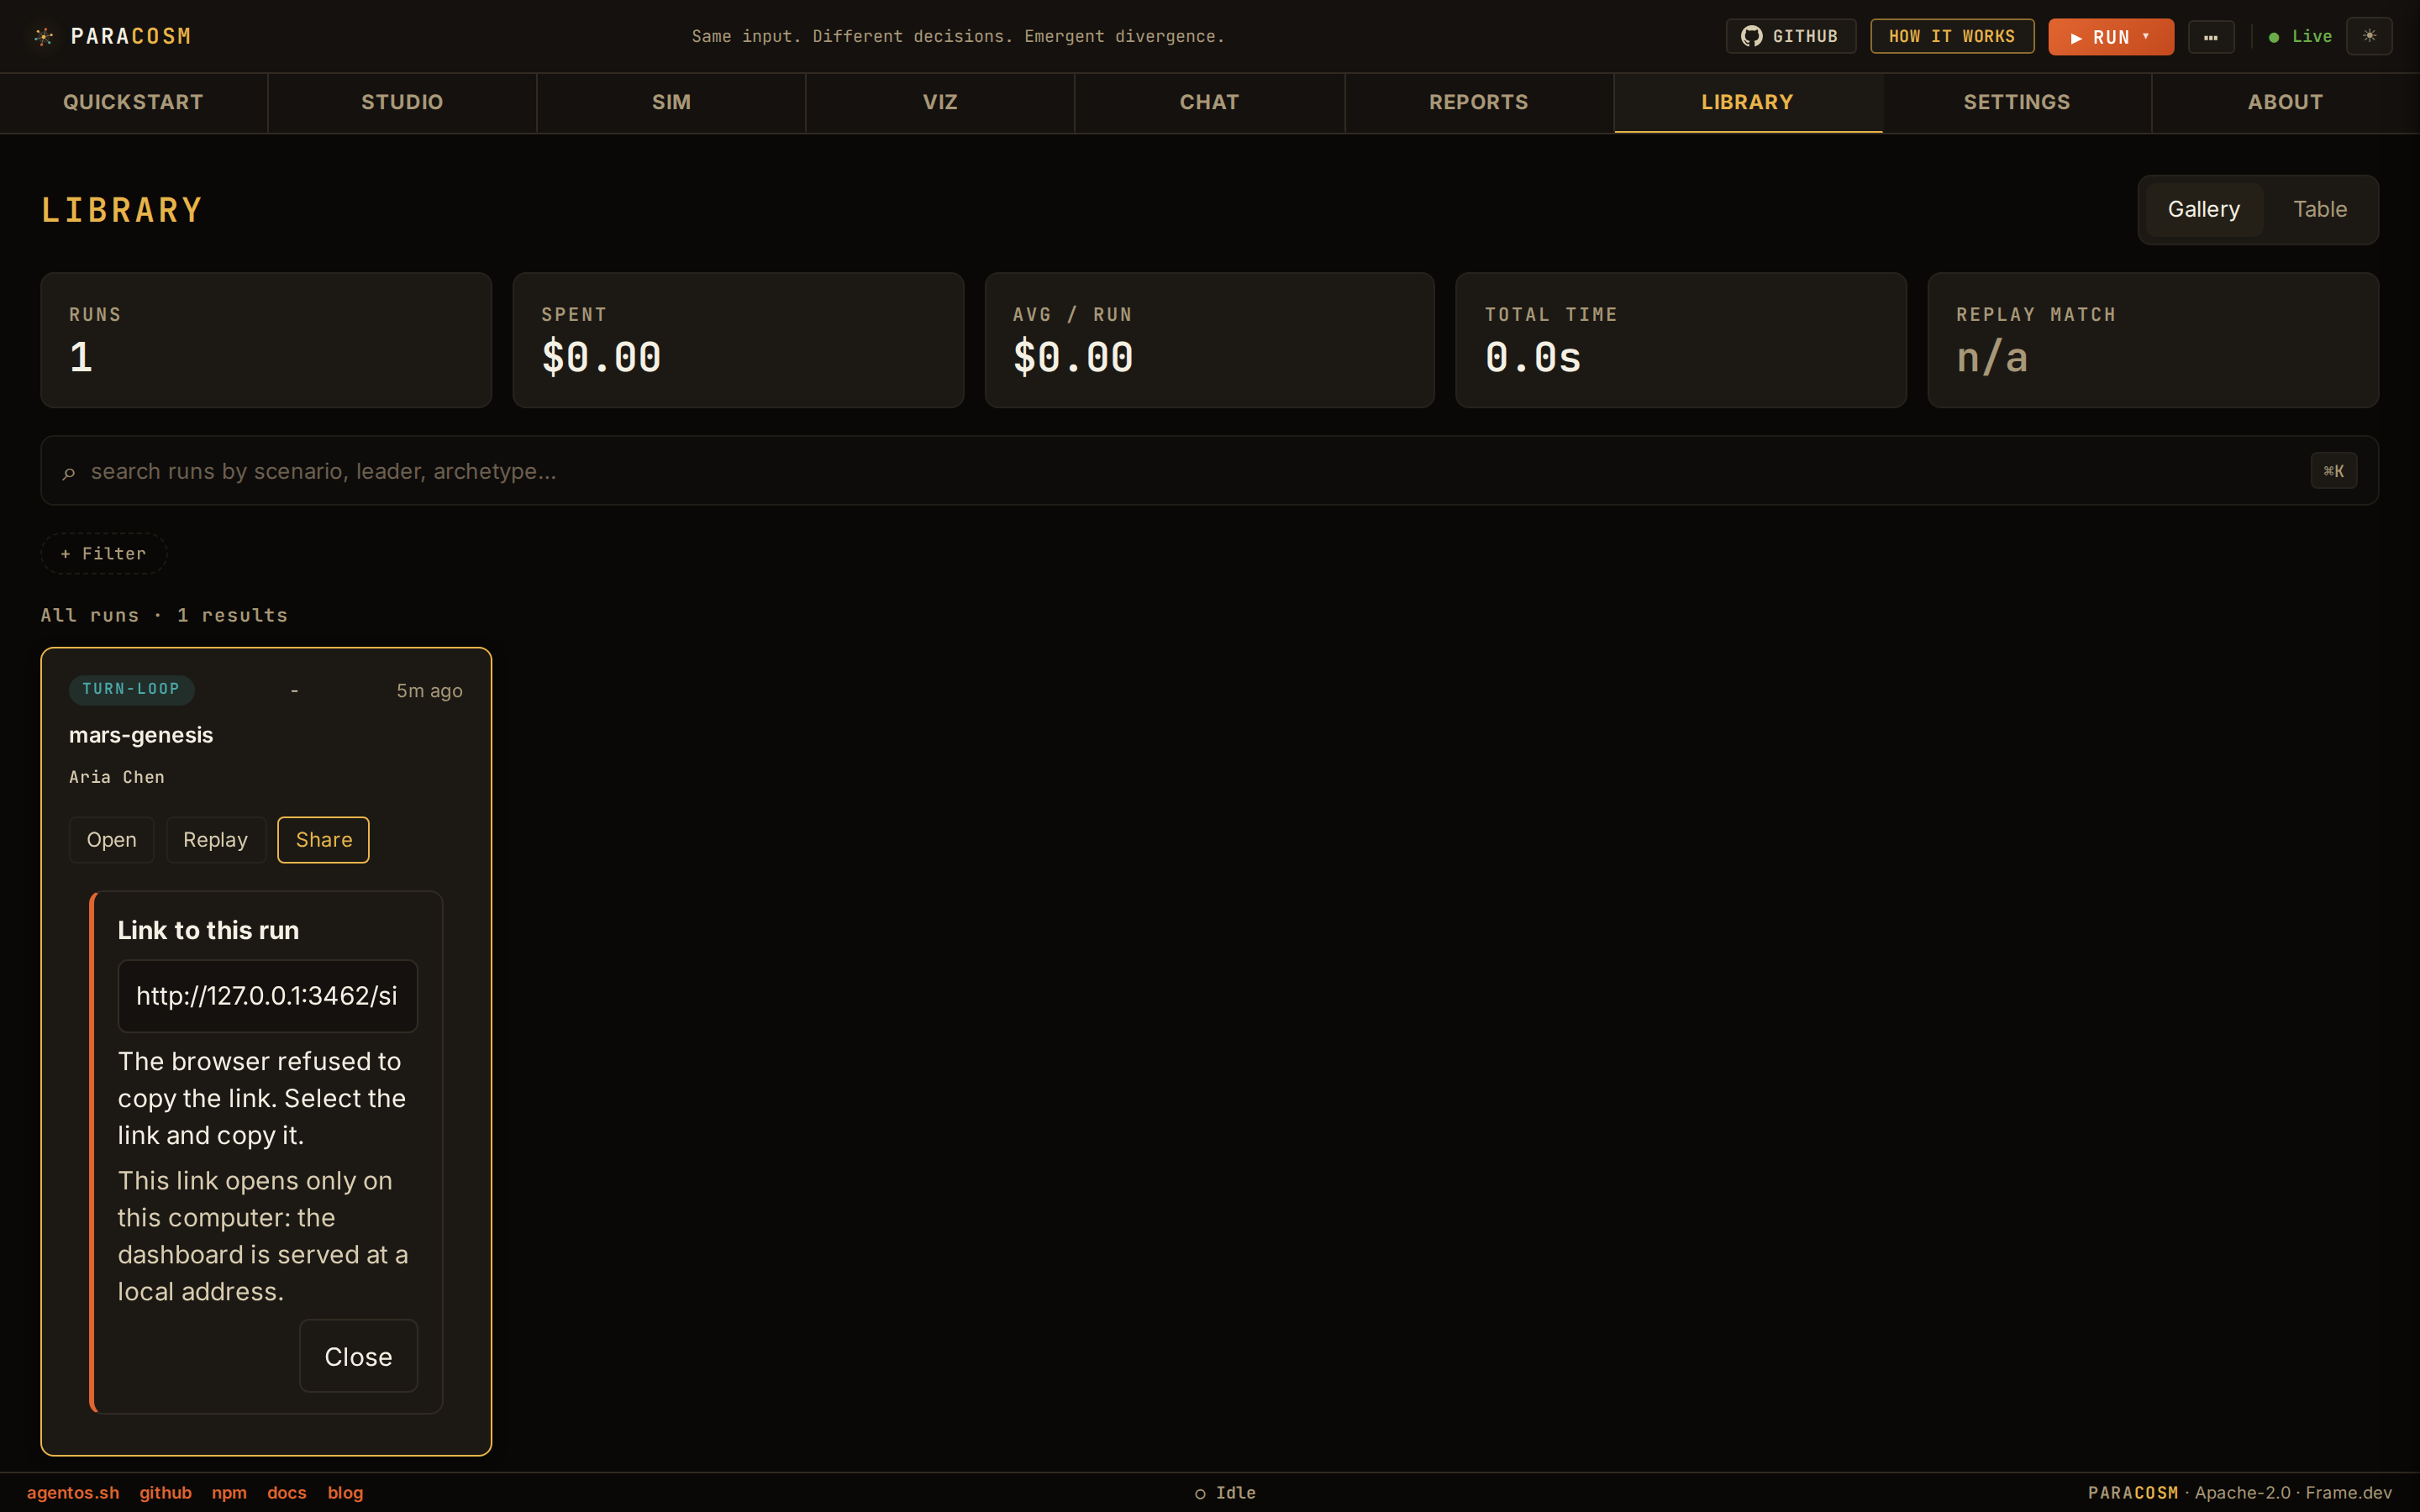 PARACOSM
Same input. Different decisions. Emergent divergence.
GITHUB
HOW IT WORKS
▶ RUN ▾
Live
QUICKSTART
STUDIO
SIM
VIZ
CHAT
REPORTS
LIBRARY
SETTINGS
ABOUT
LIBRARY
Gallery
Table
RUNS
1
SPENT
$0.00
AVG / RUN
$0.00
TOTAL TIME
0.0s
REPLAY MATCH
n/a
search runs by scenario, leader, archetype...
⌘K
+ Filter
All runs · 1 results
TURN-LOOP
-
5m ago
mars-genesis
Aria Chen
Open
Replay
Share
Link to this run
http://127.0.0.1:3462/si
The browser refused to
copy the link. Select the
link and copy it.
This link opens only on
this computer: the
dashboard is served at a
local address.
Close
agentos.sh
github
npm
docs
blog
○ Idle
PARACOSM · Apache-2.0 · Frame.dev